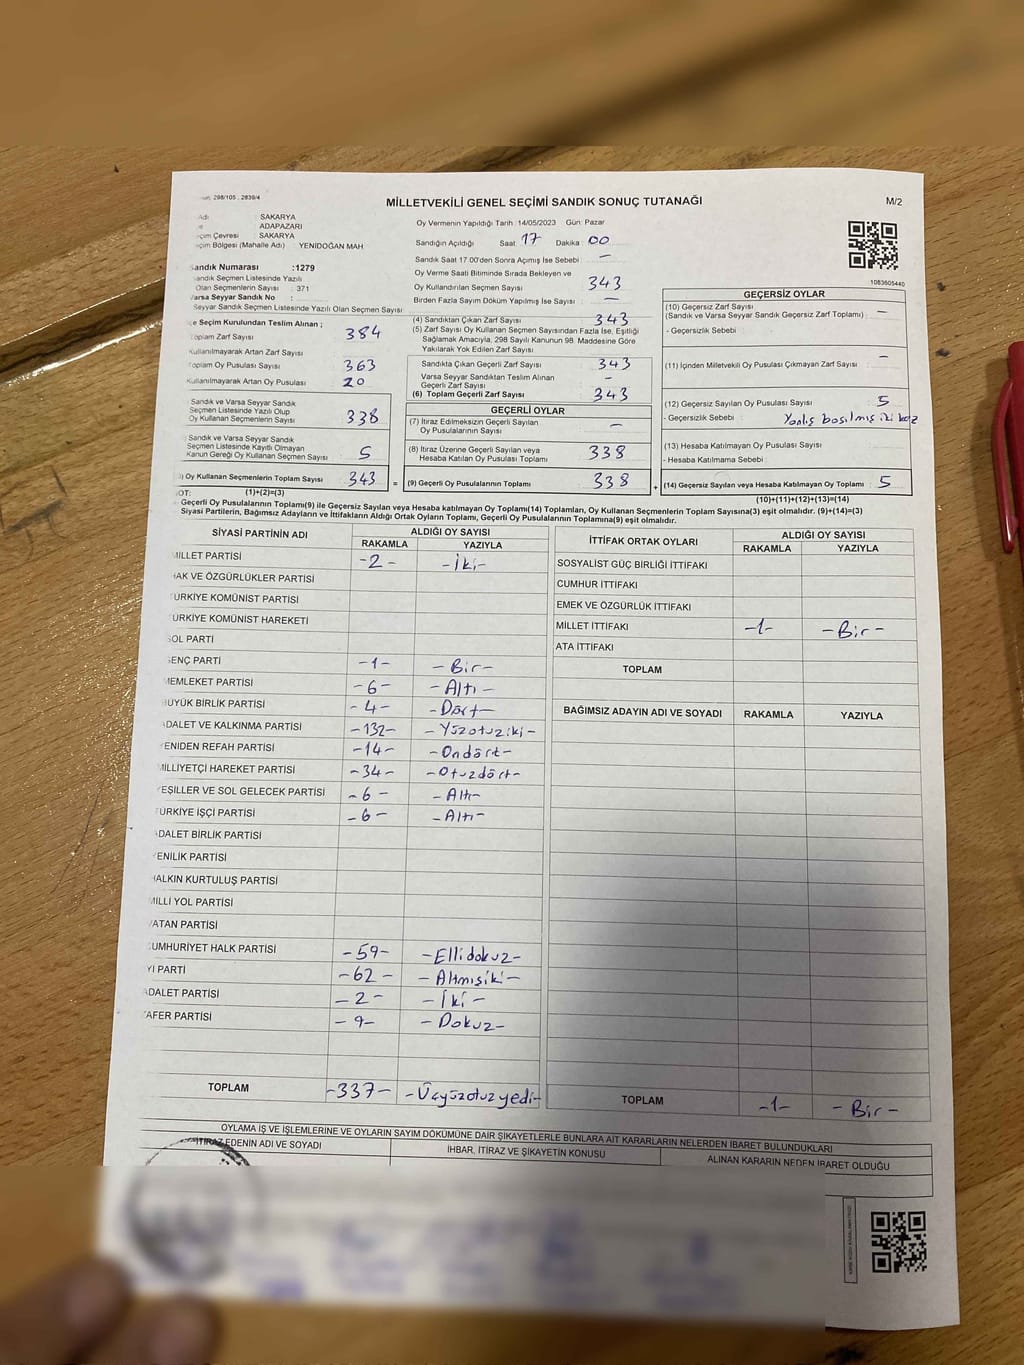 298/105 . 2839/4
MİLLETVEKİLİ GENEL SEÇİMİ SANDIK SONUÇ TUTANAĞI
M/2
Adı : SAKARYA
: ADAPAZARI
Çevresi : SAKARYA
Bölgesi (Mahalle Adı) YENİDOĞAN MAH
Sandık Numarası :1279
Sandık Seçmen Listesinde Yazılı
Olan Seçmenlerin Sayısı : 371
Varsa Seyyar Sandık No :
Seyyar Sandık Seçmen Listesinde Yazılı Olan Seçmen Sayısı
Oy Vermenin Yapıldığı Tarih :14/05/2023 Gün: Pazar
Sandığın Açıldığı Saat: 17 Dakika: 00
Sandık Saat 17.00'den Sonra Açımış İse Sebebi : –
Oy Verme Saati Bitiminde Sırada Bekleyen ve
Oy Kullandırılan Seçmen Sayısı : 343
Birden Fazla Sayım Döküm Yapılmış İse Sayısı : –
1083605440
Seçim Kurulundan Teslim Alınan ;
Toplam Zarf Sayısı 384
Kullanılmayarak Artan Zarf Sayısı
Toplam Oy Pusulası Sayısı 363
Kullanılmayarak Artan Oy Pusulası 20
Sandık ve Varsa Seyyar Sandık
Seçmen Listesinde Yazılı Olup
Oy Kullanan Seçmenlerin Sayısı 338
Sandık ve Varsa Seyyar Sandık
Seçmen Listesinde Kayıtlı Olmayan
Kanun Gereği Oy Kullanan Seçmen Sayısı 5
Oy Kullanan Seçmenlerin Toplam Sayısı 343 =
(4) Sandıktan Çıkan Zarf Sayısı 343
(5) Zarf Sayısı Oy Kullanan Seçmen Sayısından Fazla İse, Eşitliği
Sağlamak Amacıyla, 298 Sayılı Kanunun 98. Maddesine Göre
Yakılarak Yok Edilen Zarf Sayısı
Sandıkta Çıkan Geçerli Zarf Sayısı 343
Varsa Seyyar Sandıktan Teslim Alınan
Geçerli Zarf Sayısı –
(6) Toplam Geçerli Zarf Sayısı 343
GEÇERLİ OYLAR
(7) İtiraz Edilmeksizin Geçerli Sayılan
Oy Pusulalarının Sayısı –
(8) İtiraz Üzerine Geçerli Sayılan veya
Hesaba Katılan Oy Pusulası Toplamı 338
(9) Geçerli Oy Pusulalarının Toplamı 338 +
GEÇERSİZ OYLAR
(10) Geçersiz Zarf Sayısı
(Sandık ve Varsa Seyyar Sandık Geçersiz Zarf Toplamı) : –
- Geçersizlik Sebebi :
(11) İçinden Milletvekili Oy Pusulası Çıkmayan Zarf Sayısı : –
(12) Geçersiz Sayılan Oy Pusulası Sayısı : 5
- Geçersizlik Sebebi : Yanlış basılmış iki kez
(13) Hesaba Katılmayan Oy Pusulası Sayısı :
- Hesaba Katılmama Sebebi :
(14) Geçersiz Sayılan veya Hesaba Katılmayan Oy Toplamı : 5
NOT: (1)+(2)=(3)
(10)+(11)+(12)+(13)=(14)
Geçerli Oy Pusulalarının Toplamı(9) ile Geçersiz Sayılan veya Hesaba katılmayan Oy Toplamı(14) Toplamları, Oy Kullanan Seçmenlerin Toplam Sayısına(3) eşit olmalıdır. (9)+(14)=(3)
Siyasi Partilerin, Bağımsız Adayların ve İttifakların Aldığı Ortak Oyların Toplamı, Geçerli Oy Pusulalarının Toplamına(9) eşit olmalıdır.
SİYASİ PARTİNİN ADI ALDIĞI OY SAYISI
RAKAMLA YAZIYLA
MİLLET PARTİSİ -2- -İki-
HAK VE ÖZGÜRLÜKLER PARTİSİ
TÜRKİYE KOMÜNİST PARTİSİ
TÜRKİYE KOMÜNİST HAREKETİ
SOL PARTİ
GENÇ PARTİ -1- -Bir-
MEMLEKET PARTİSİ -6- -Altı-
BÜYÜK BİRLİK PARTİSİ -4- -Dört-
ADALET VE KALKINMA PARTİSİ -132- -Yüzotuziki-
YENİDEN REFAH PARTİSİ -14- -Ondört-
MİLLİYETÇİ HAREKET PARTİSİ -34- -Otuzdört-
YEŞİLLER VE SOL GELECEK PARTİSİ -6- -Altı-
TÜRKİYE İŞÇİ PARTİSİ -6- -Altı-
ADALET BİRLİK PARTİSİ
YENİLİK PARTİSİ
HALKIN KURTULUŞ PARTİSİ
MİLLİ YOL PARTİSİ
VATAN PARTİSİ
CUMHURİYET HALK PARTİSİ -59- -Ellidokuz-
İYİ PARTİ -62- -Altmışiki-
ADALET PARTİSİ -2- -İki-
ZAFER PARTİSİ -9- -Dokuz-
TOPLAM -337- -Üçyüzotuzyedi-
İTTİFAK ORTAK OYLARI ALDIĞI OY SAYISI
RAKAMLA YAZIYLA
SOSYALİST GÜÇ BİRLİĞİ İTTİFAKI
CUMHUR İTTİFAKI
EMEK VE ÖZGÜRLÜK İTTİFAKI
MİLLET İTTİFAKI -1- -Bir-
ATA İTTİFAKI
TOPLAM
BAĞIMSIZ ADAYIN ADI VE SOYADI RAKAMLA YAZIYLA
TOPLAM -1- -Bir-
OYLAMA İŞ VE İŞLEMLERİNE VE OYLARIN SAYIM DÖKÜMÜNE DAİR ŞİKAYETLERLE BUNLARA AİT KARARLARIN NELERDEN İBARET BULUNDUKLARI
İTİRAZ EDENİN ADI VE SOYADI İHBAR, İTİRAZ VE ŞİKAYETİN KONUSU ALINAN KARARIN NEDEN İBARET OLDUĞU